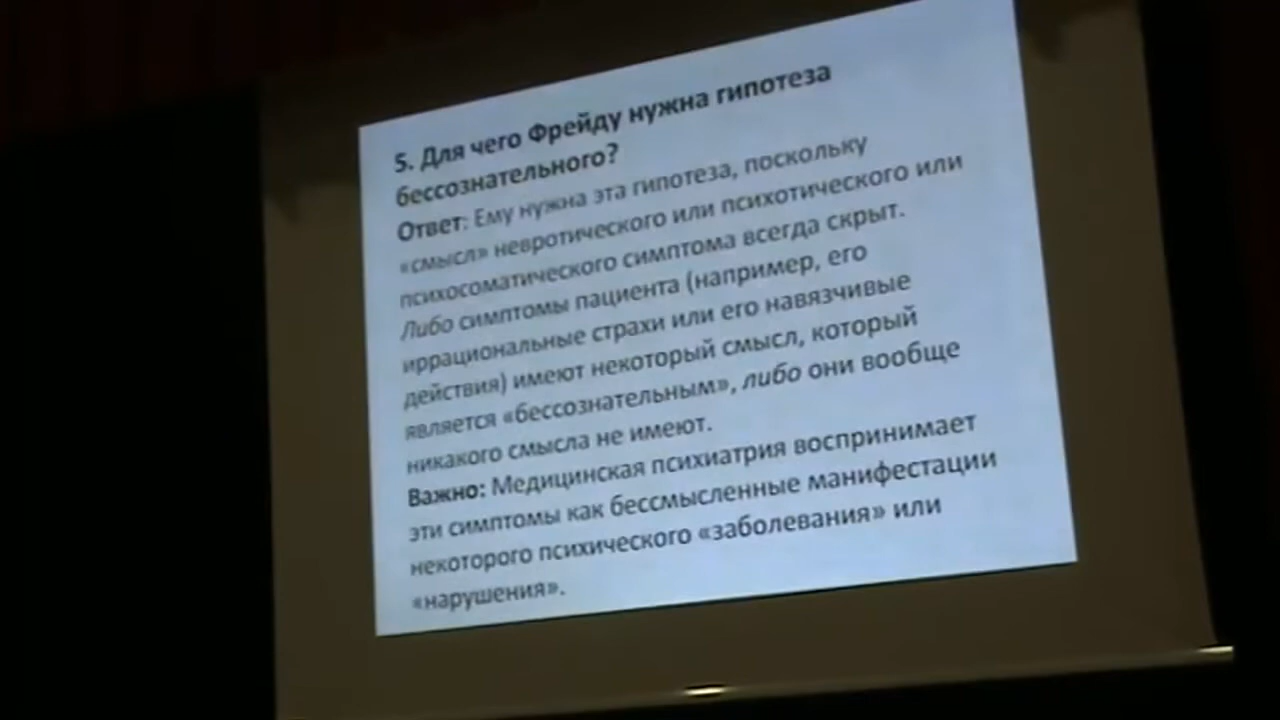 5. Для чего Фрейду нужна гипотеза
бессознательного?
Ответ: Ему нужна эта гипотеза, поскольку
«смысл» невротического или психотического или
психосоматического симптома всегда скрыт.
Либо симптомы пациента (например, его
иррациональные страхи или его навязчивые
действия) имеют некоторый смысл, который
является «бессознательным», либо они вообще
никакого смысла не имеют.
Важно: Медицинская психиатрия воспринимает
эти симптомы как бессмысленные манифестации
некоторого психического «заболевания» или
«нарушения».